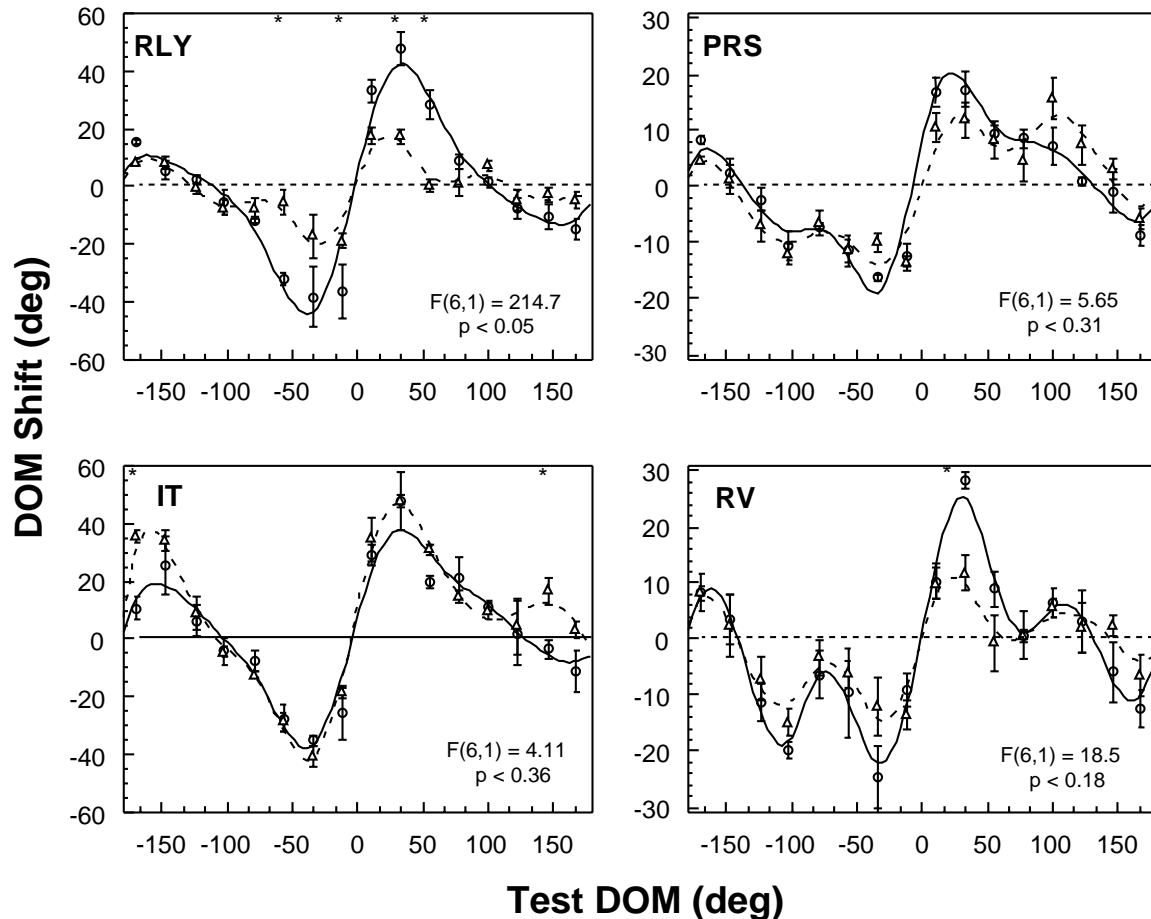 DOM Shift (deg)
* * * *
RLY
60
40
20
0
-20
-40
-60
F(6,1) = 214.7
p < 0.05
-150 -100 -50 0 50 100 150
PRS
30
20
10
0
-10
-20
-30
F(6,1) = 5.65
p < 0.31
-150 -100 -50 0 50 100 150
* *
IT
60
40
20
0
-20
-40
-60
F(6,1) = 4.11
p < 0.36
-150 -100 -50 0 50 100 150
*
RV
30
20
10
0
-10
-20
-30
F(6,1) = 18.5
p < 0.18
-150 -100 -50 0 50 100 150
Test DOM (deg)